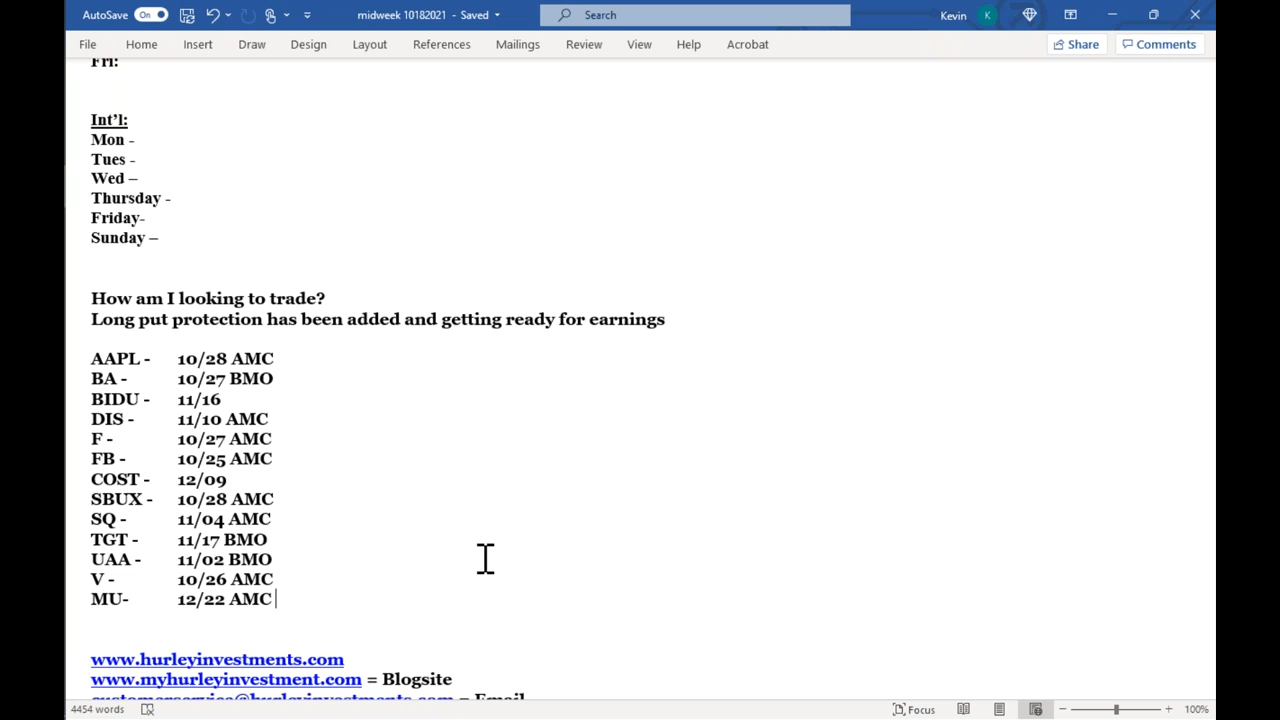 AutoSave On midweek 10182021 - Saved Search Kevin K
File Home Insert Draw Design Layout References Mailings Review View Help Acrobat Share Comments
Fri:
Int'l:
Mon -
Tues -
Wed –
Thursday -
Friday-
Sunday –
How am I looking to trade?
Long put protection has been added and getting ready for earnings
AAPL - 10/28 AMC
BA - 10/27 BMO
BIDU - 11/16
DIS - 11/10 AMC
F - 10/27 AMC
FB - 10/25 AMC
COST - 12/09
SBUX - 10/28 AMC
SQ - 11/04 AMC
TGT - 11/17 BMO
UAA - 11/02 BMO
V - 10/26 AMC
MU- 12/22 AMC
www.hurleyinvestments.com
www.myhurleyinvestment.com = Blogsite
customerservice@hurleyinvestments.com = Email
4454 words Focus 100%